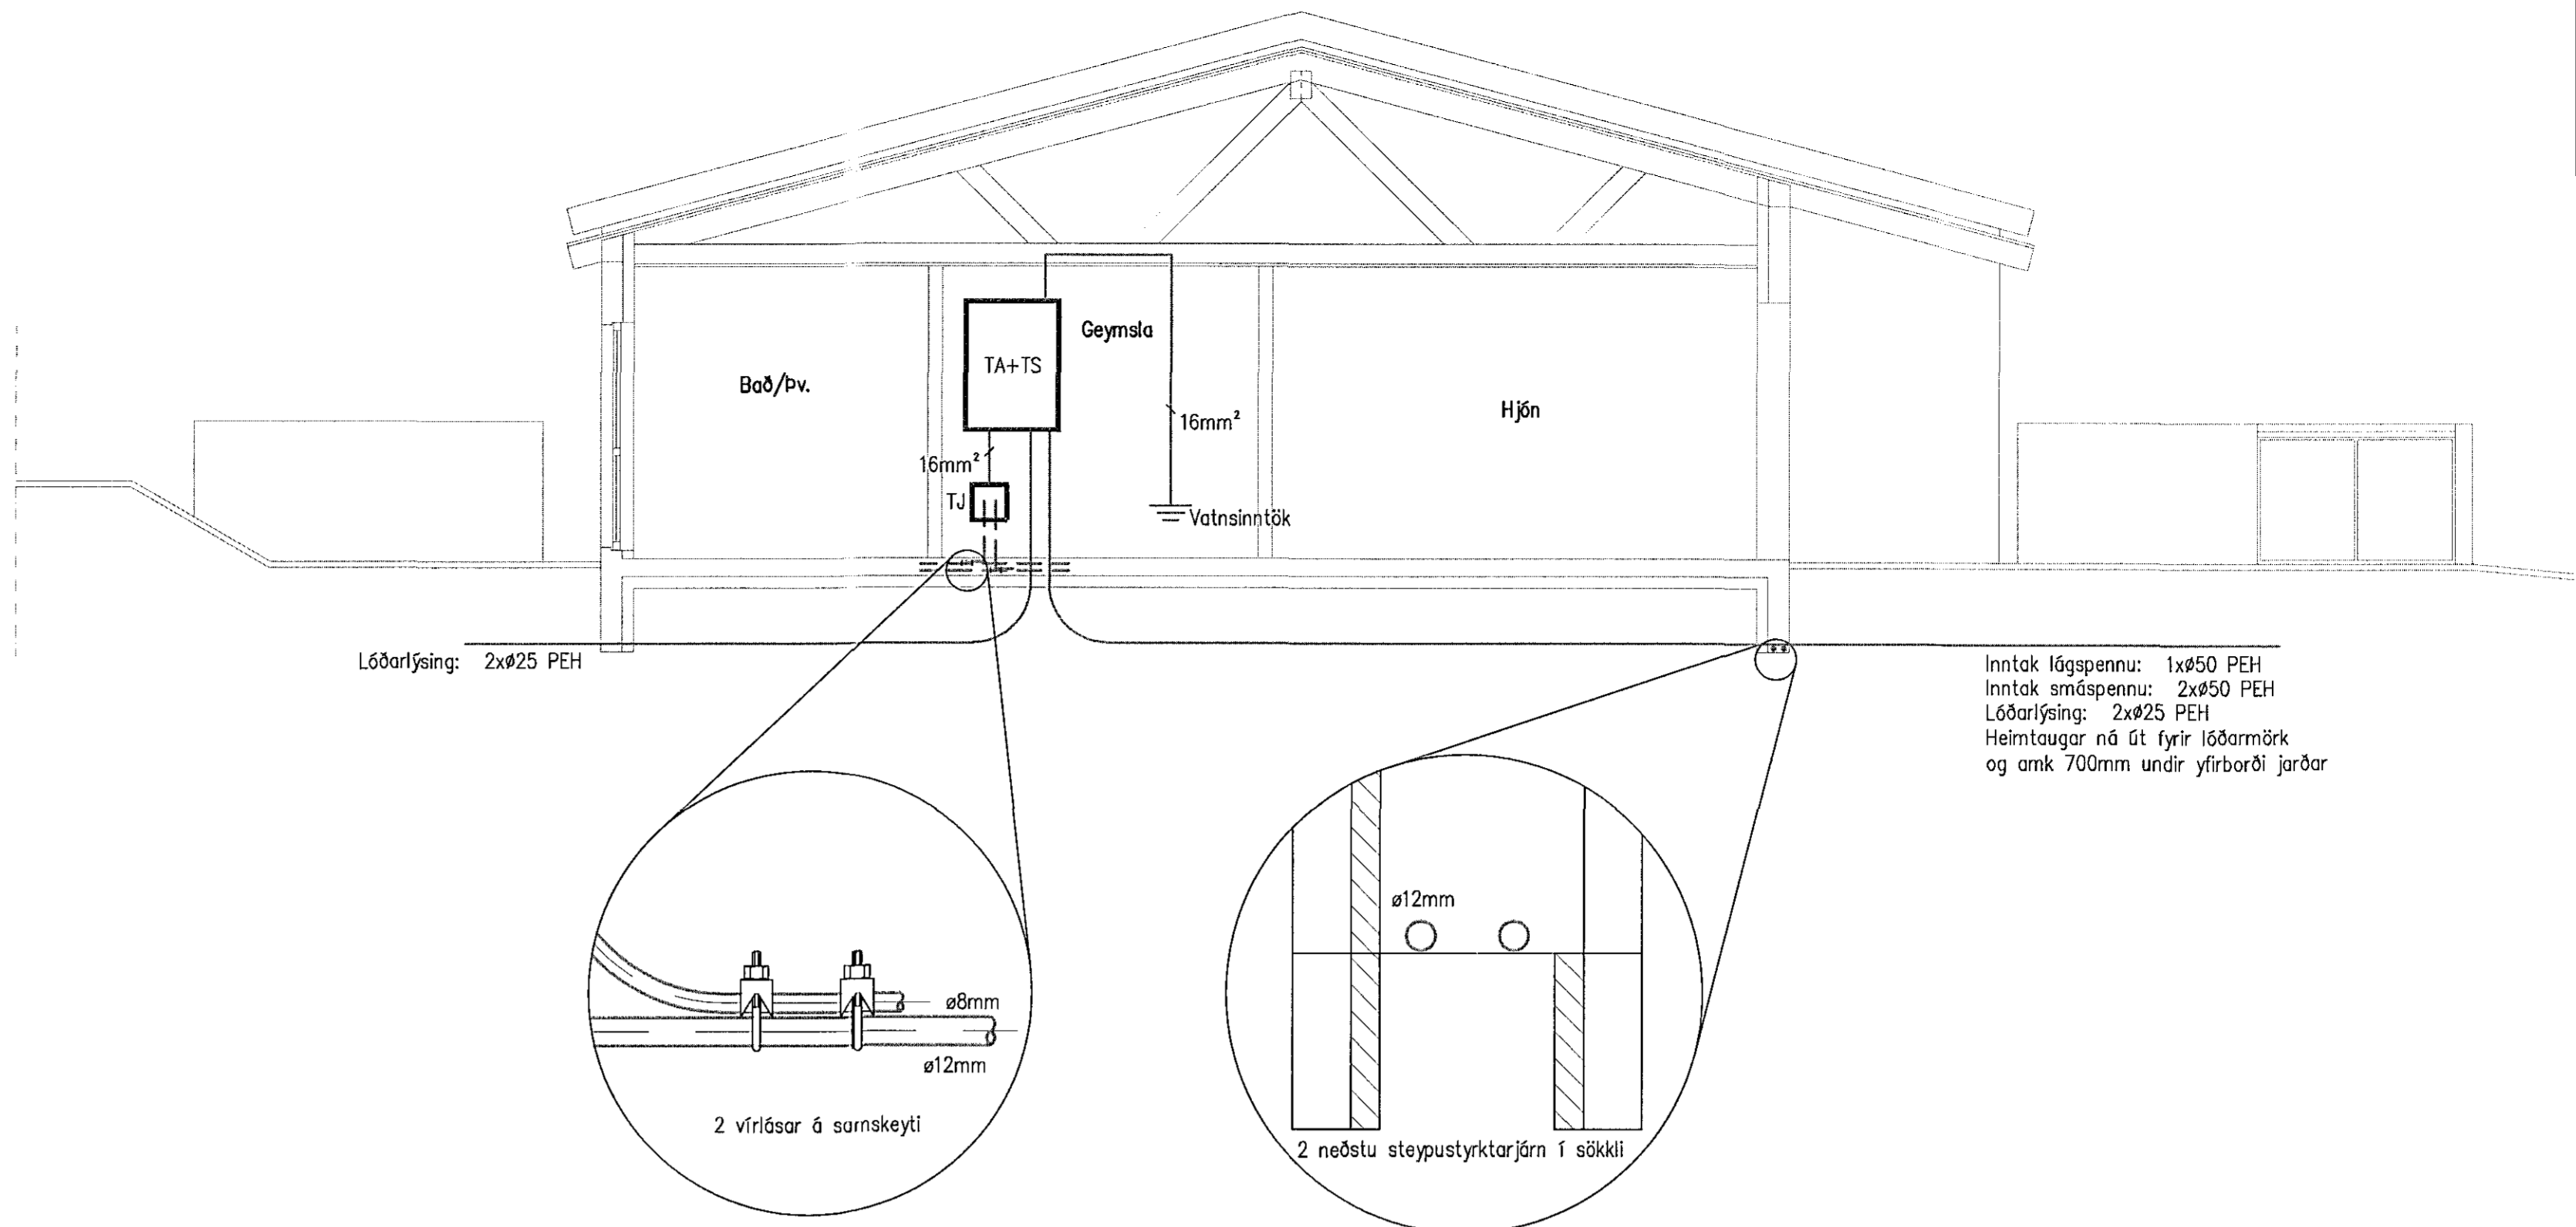 Geymsla
TA+TS
Bað/Þv.
Hjón
16mm²
16mm²
TJ
Vatnsinntök
Lóðarlýsing: 2xø25 PEH
Inntak lágspennu: 1xø50 PEH
Inntak smáspennu: 2xø50 PEH
Lóðarlýsing: 2xø25 PEH
Heimtaugar ná út fyrir lóðarmörk
og amk 700mm undir yfirborði jarðar
ø12mm
ø8mm
ø12mm
2 vírlásar á samskeyti
2 neðstu steypustyrktarjárn í sökkli